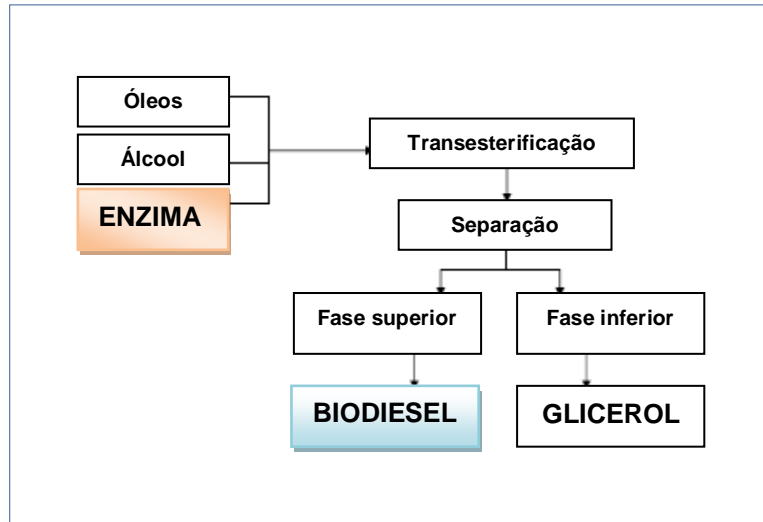 Óleos
Álcool
ENZIMA
Transesterificação
Separação
Fase superior
Fase inferior
BIODIESEL
GLICEROL